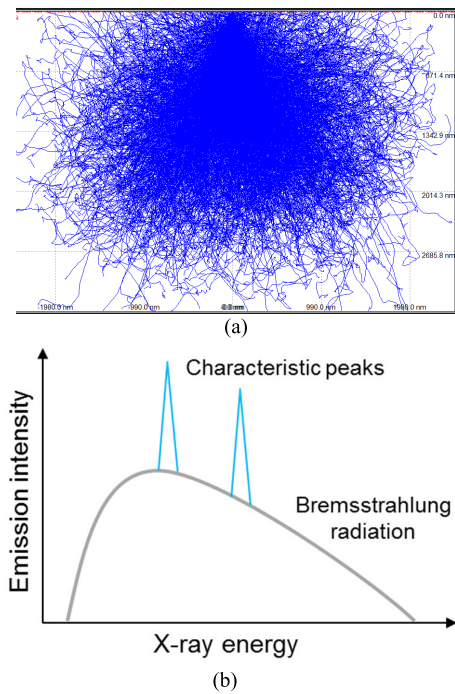 0.0 nm
671.4 nm
1342.9 nm
2014.3 nm
2685.8 nm
-1980.0 nm
-990.0 nm
990.0 nm
(a)
Characteristic peaks
Bremsstrahlung
radiation
Emission intensity
X-ray energy
(b)